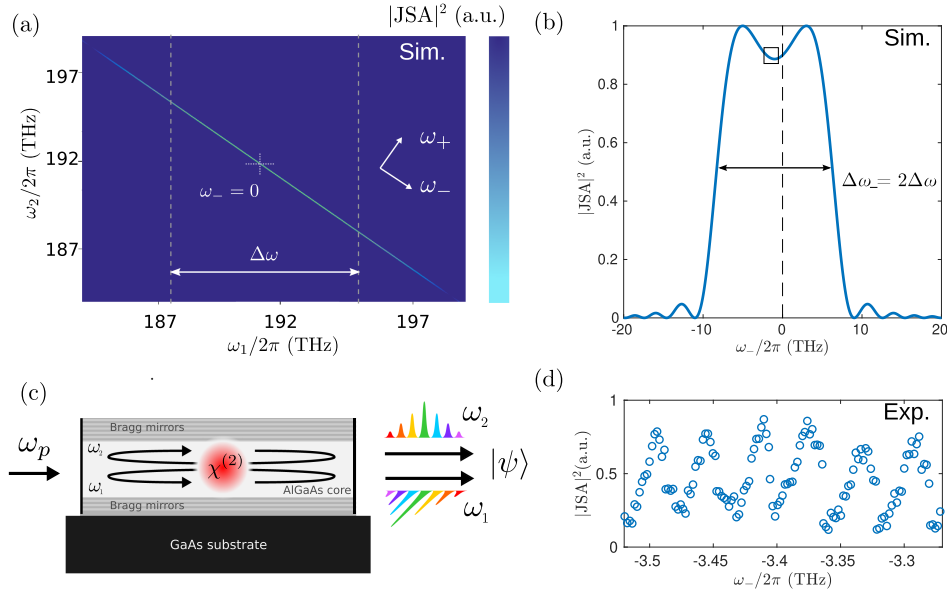 (a)
|JSA|² (a.u.)
Sim.
197
192
187
ω₂/2π (THz)
ω₋ = 0
ω₊
ω₋
Δω
187
192
197
ω₁/2π (THz)
(b)
Sim.
1
0.8
0.6
0.4
0.2
0
|JSA|² (a.u.)
Δω₋ = 2Δω
-20
-10
0
10
20
ω₋/2π (THz)
(c)
ωₚ
Bragg mirrors
ω₂
ω₁
χ⁽²⁾
AlGaAs core
Bragg mirrors
GaAs substrate
ω₂
|ψ⟩
ω₁
(d)
Exp.
1
0.5
0
|JSA|²(a.u.)
-3.5
-3.45
-3.4
-3.35
-3.3
ω₋/2π (THz)